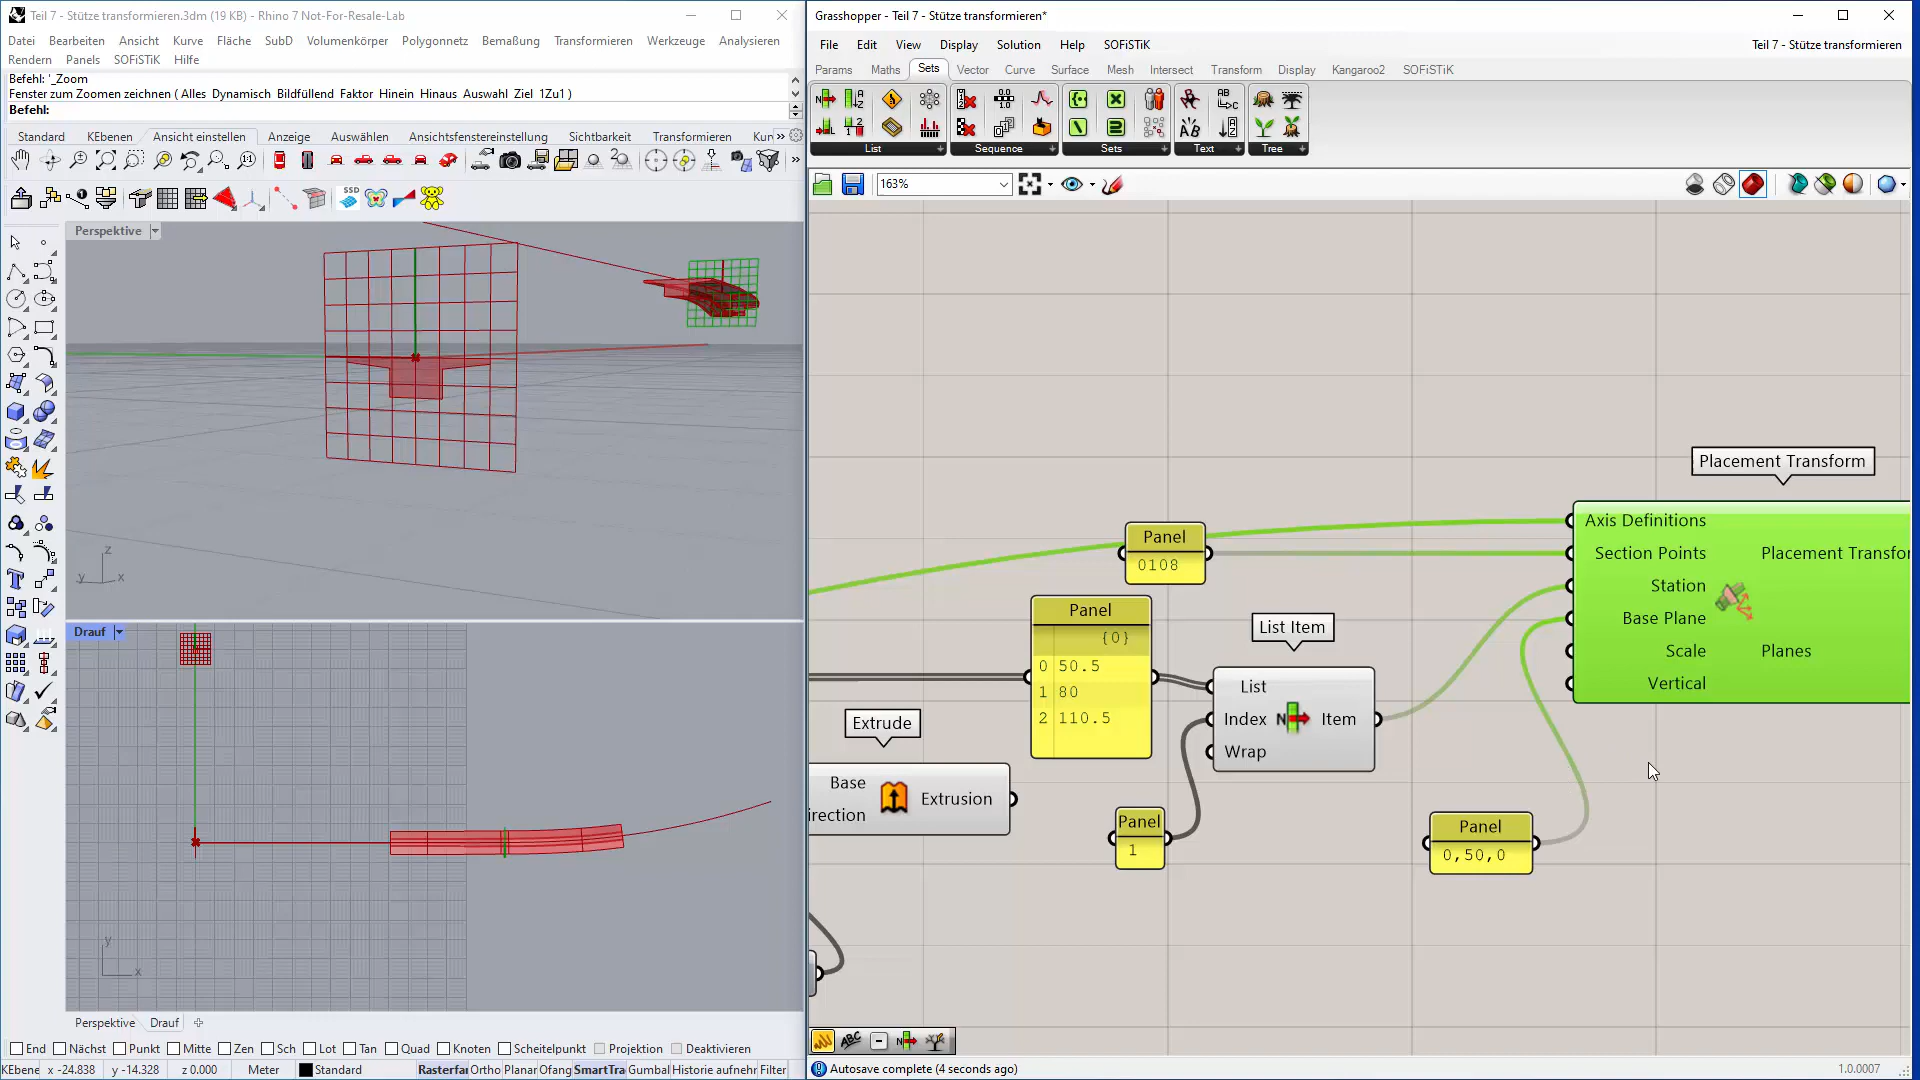 Teil 7 - Stütze transformieren.3dm (19 KB) - Rhino 7 Not-For-Resale-Lab
Datei Bearbeiten Ansicht Kurve Fläche SubD Volumenkörper Polygonnetz Bemaßung Transformieren Werkzeuge Analysieren
Rendern Panels SOFiSTiK Hilfe
Befehl: '_Zoom
Fenster zum Zoomen zeichnen ( Alles Dynamisch Bildfüllend Faktor Hinein Hinaus Auswahl Ziel 1Zu1 )
Befehl:
Standard KEbenen Ansicht einstellen Anzeige Auswählen Ansichtsfenstereinstellung Sichtbarkeit Transformieren Kun
SSD
Perspektive
z
y x
Drauf
y
x
Perspektive Drauf
End Nächst Punkt Mitte Zen Sch Lot Tan Quad Knoten Scheitelpunkt Projektion Deaktivieren
KEbene x -24.838 y -14.328 z 0.000 Meter Standard Rasterfan Ortho Planar Ofang SmartTra Gumbal Historie aufnehr Filter
Grasshopper - Teil 7 - Stütze transformieren*
File Edit View Display Solution Help SOFiSTiK
Teil 7 - Stütze transformieren
Params Maths Sets Vector Curve Surface Mesh Intersect Transform Display Kangaroo2 SOFiSTiK
List Sequence Sets Text Tree
163%
Placement Transform
Axis Definitions
Section Points
Station
Base Plane
Scale
Vertical
Placement Transfo
Planes
Panel
0108
Panel
{0}
0 50.5
1 80
2 110.5
List Item
List
Index
Wrap
Item
Extrude
Base
irection
Extrusion
Panel
1
Panel
0,50,0
Autosave complete (4 seconds ago)
1.0.0007